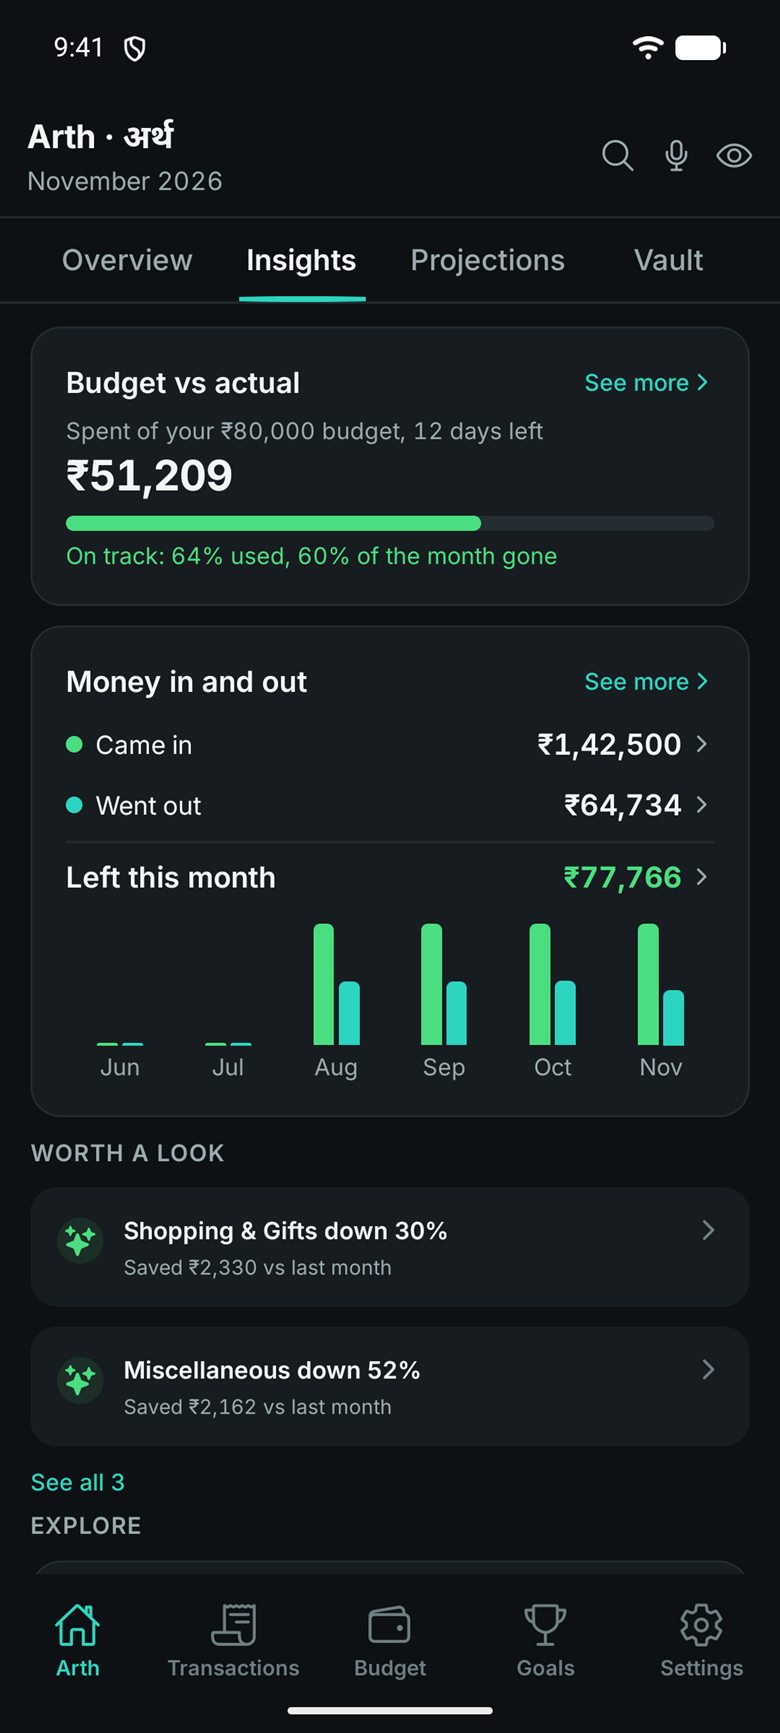 9:41
Arth · अर्थ
November 2026
Overview Insights Projections Vault
Budget vs actual See more
Spent of your ₹80,000 budget, 12 days left
₹51,209
On track: 64% used, 60% of the month gone
Money in and out See more
Came in ₹1,42,500
Went out ₹64,734
Left this month ₹77,766
Jun Jul Aug Sep Oct Nov
WORTH A LOOK
Shopping & Gifts down 30%
Saved ₹2,330 vs last month
Miscellaneous down 52%
Saved ₹2,162 vs last month
See all 3
EXPLORE
Arth Transactions Budget Goals Settings